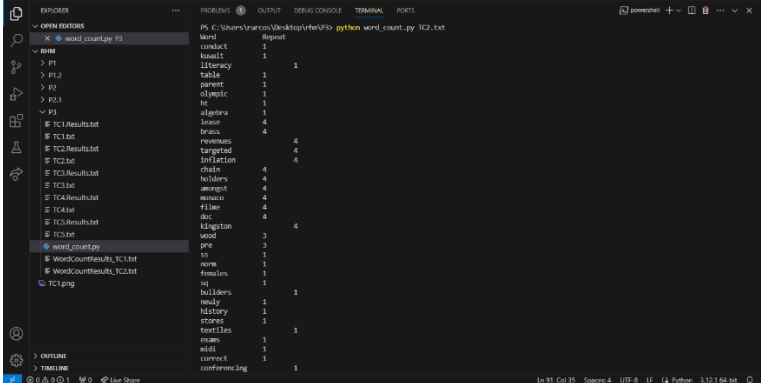 EXPLORER ...
OPEN EDITORS
× word_count.py P3
RHM
> P1
> P1.2
> P2
> P2.1
P3
TC1.Results.txt
TC1.txt
TC2.Results.txt
TC2.txt
TC3.Results.txt
TC3.txt
TC4.Results.txt
TC4.txt
TC5.Results.txt
TC5.txt
word_count.py
WordCountResults_TC1.txt
WordCountResults_TC2.txt
TC1.png
> OUTLINE
> TIMELINE
PROBLEMS 1 OUTPUT DEBUG CONSOLE TERMINAL PORTS
powershell + ... ×
PS C:\Users\rarcos\Desktop\rhm\P3> python word_count.py TC2.txt
Word Repeat
conduct 1
kuwait 1
literacy 1
table 1
parent 1
olympic 1
ht 1
algebra 1
lease 4
brass 4
revenues 4
targeted 4
inflation 4
chain 4
holders 4
amongst 4
monaco 4
filme 4
doc 4
kingston 4
wood 3
pre 3
ss 1
norm 1
females 1
sq 1
builders 1
newly 1
history 1
stores 1
textiles 1
exams 1
midi 1
correct 1
conferencing 1
0 0 1 0 Live Share
Ln 91, Col 35 Spaces: 4 UTF-8 LF Python 3.12.1 64-bit